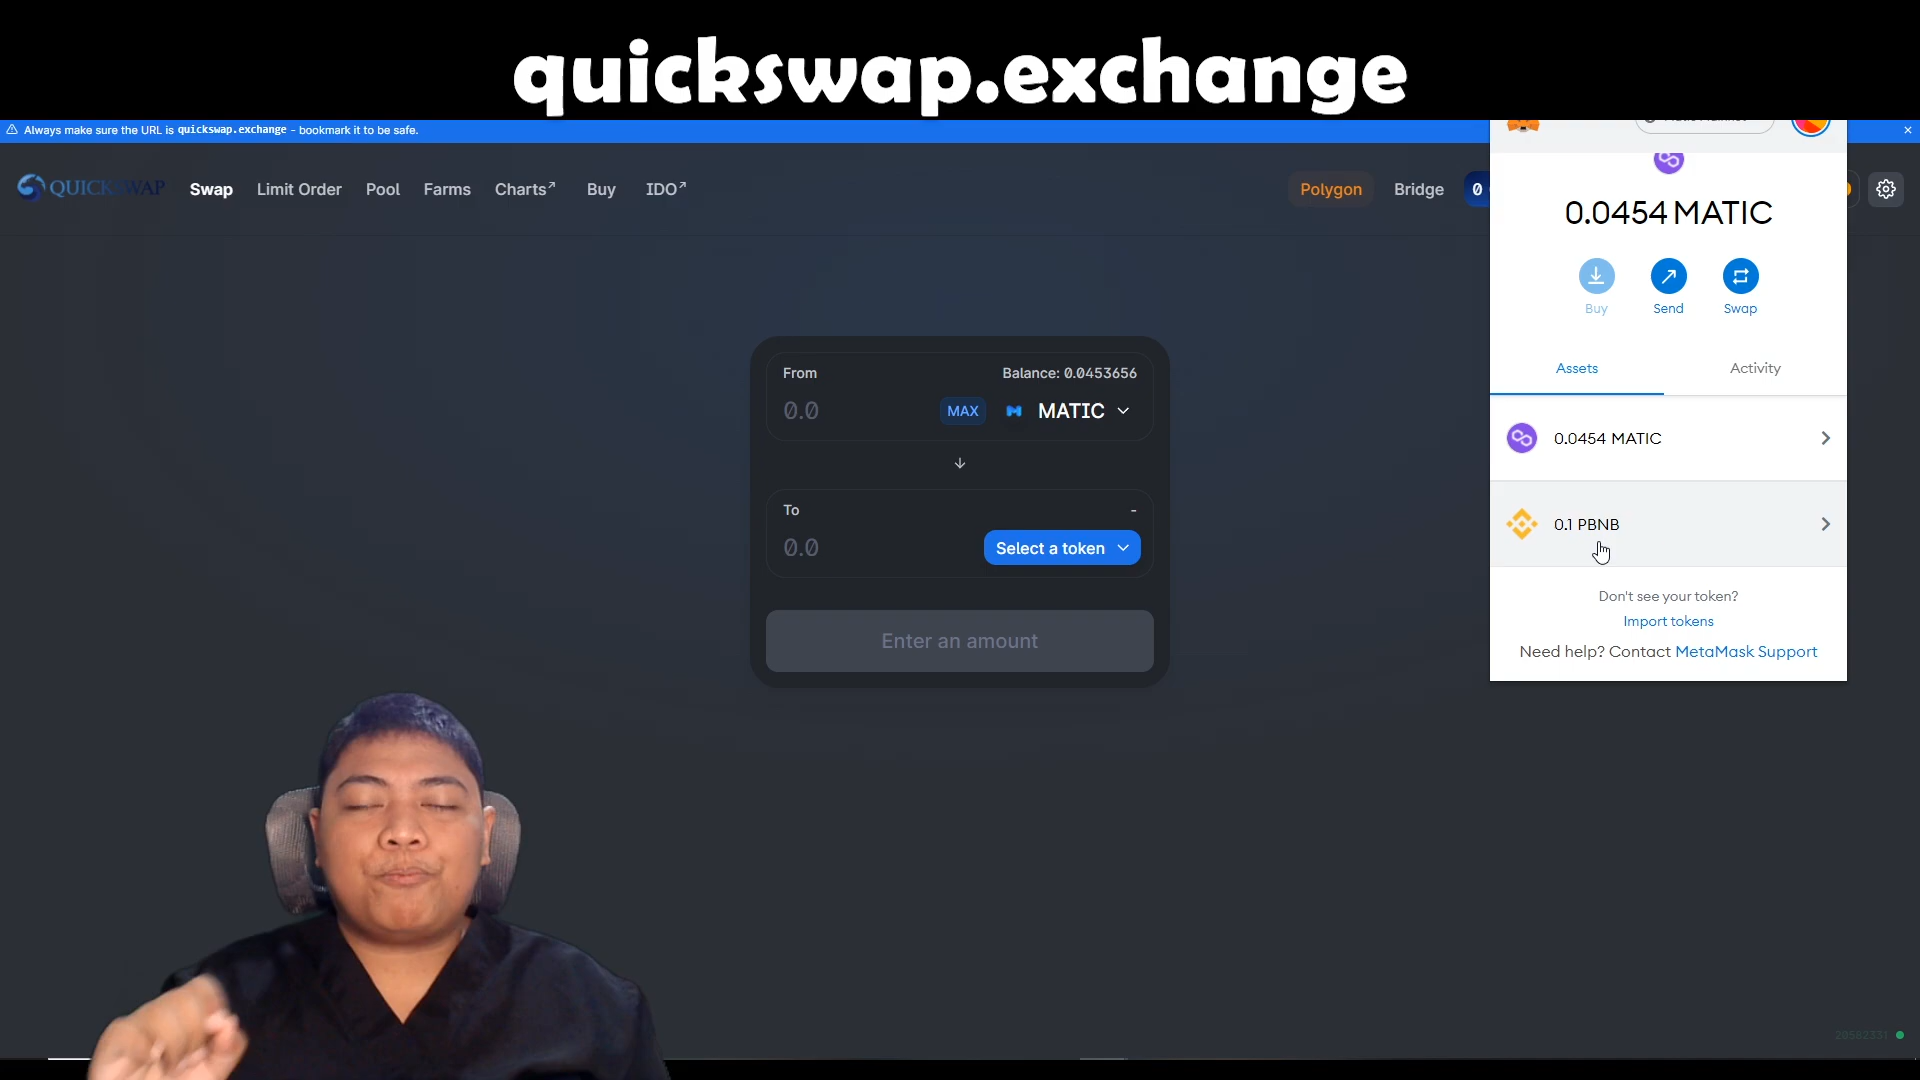 quickswap.exchange
Always make sure the URL is quickswap.exchange - bookmark it to be safe.
QUICKSWAP Swap Limit Order Pool Farms Charts↗ Buy IDO↗ Polygon Bridge 0
0.0454 MATIC
Buy Send Swap
Assets Activity
From Balance: 0.0453656
0.0 MAX MATIC
0.0454 MATIC
To -
0.0 Select a token
0.1 PBNB
Enter an amount
Don't see your token?
Import tokens
Need help? Contact MetaMask Support